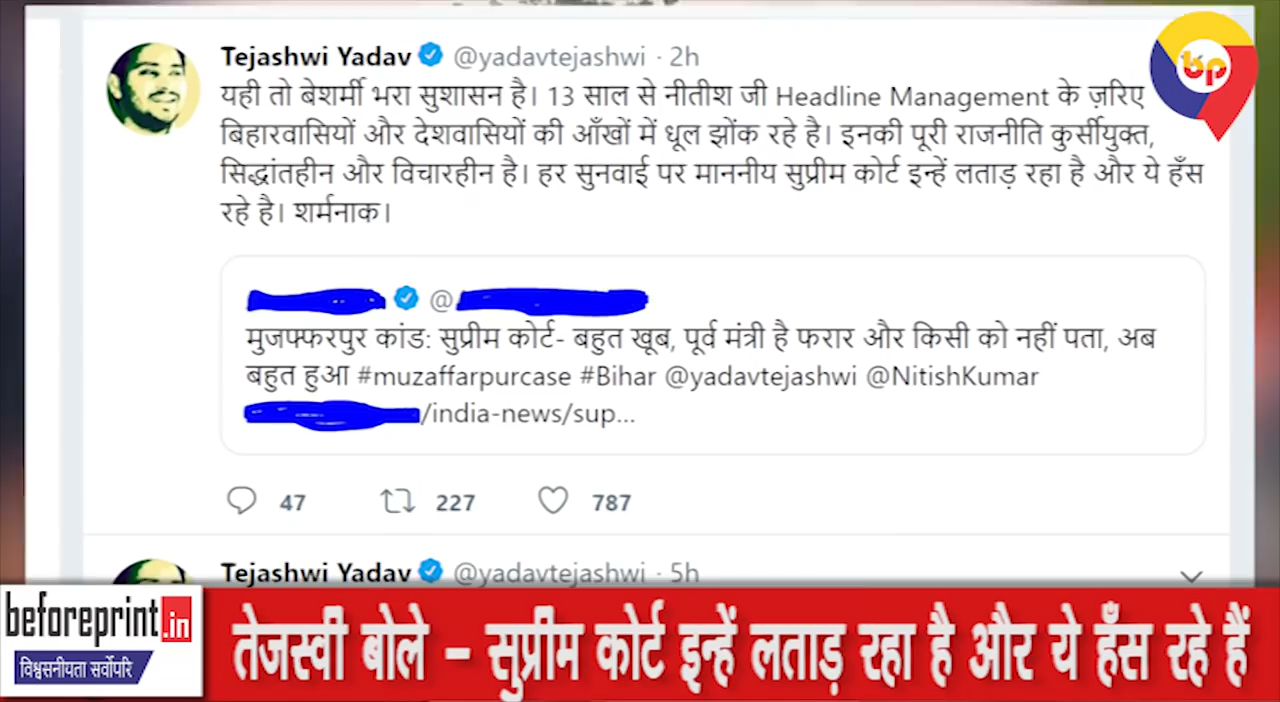 Tejashwi Yadav @yadavtejashwi · 2h
bp
यही तो बेशर्मी भरा सुशासन है। 13 साल से नीतीश जी Headline Management के ज़रिए
बिहारवासियों और देशवासियों की आँखों में धूल झोंक रहे है। इनकी पूरी राजनीति कुर्सीयुक्त,
सिद्धांतहीन और विचारहीन है। हर सुनवाई पर माननीय सुप्रीम कोर्ट इन्हें लताड़ रहा है और ये हँस
रहे है। शर्मनाक।
@
मुजफ्फरपुर कांड: सुप्रीम कोर्ट- बहुत खूब, पूर्व मंत्री है फरार और किसी को नहीं पता, अब
बहुत हुआ #muzaffarpurcase #Bihar @yadavtejashwi @NitishKumar
/india-news/sup...
47 227 787
Tejashwi Yadav @yadavtejashwi · 5h
beforeprint.in
विश्वसनीयता सर्वोपरि
तेजस्वी बोले – सुप्रीम कोर्ट इन्हें लताड़ रहा है और ये हँस रहे हैं